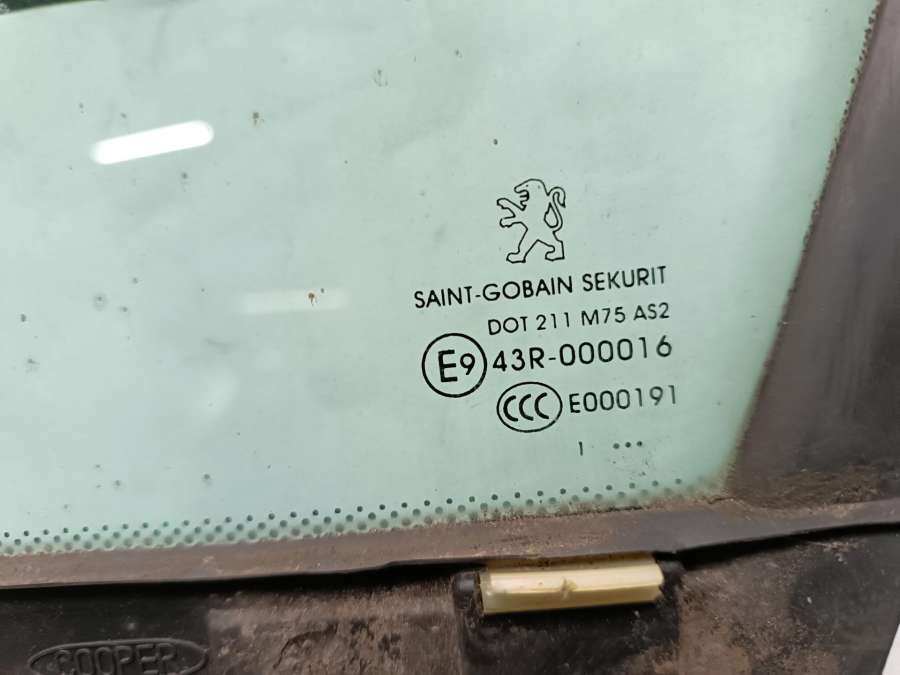 SAINT-GOBAIN SEKURIT
DOT 211 M75 AS2
E9 43R-000016
CCC E000191
1 ...
COOPER